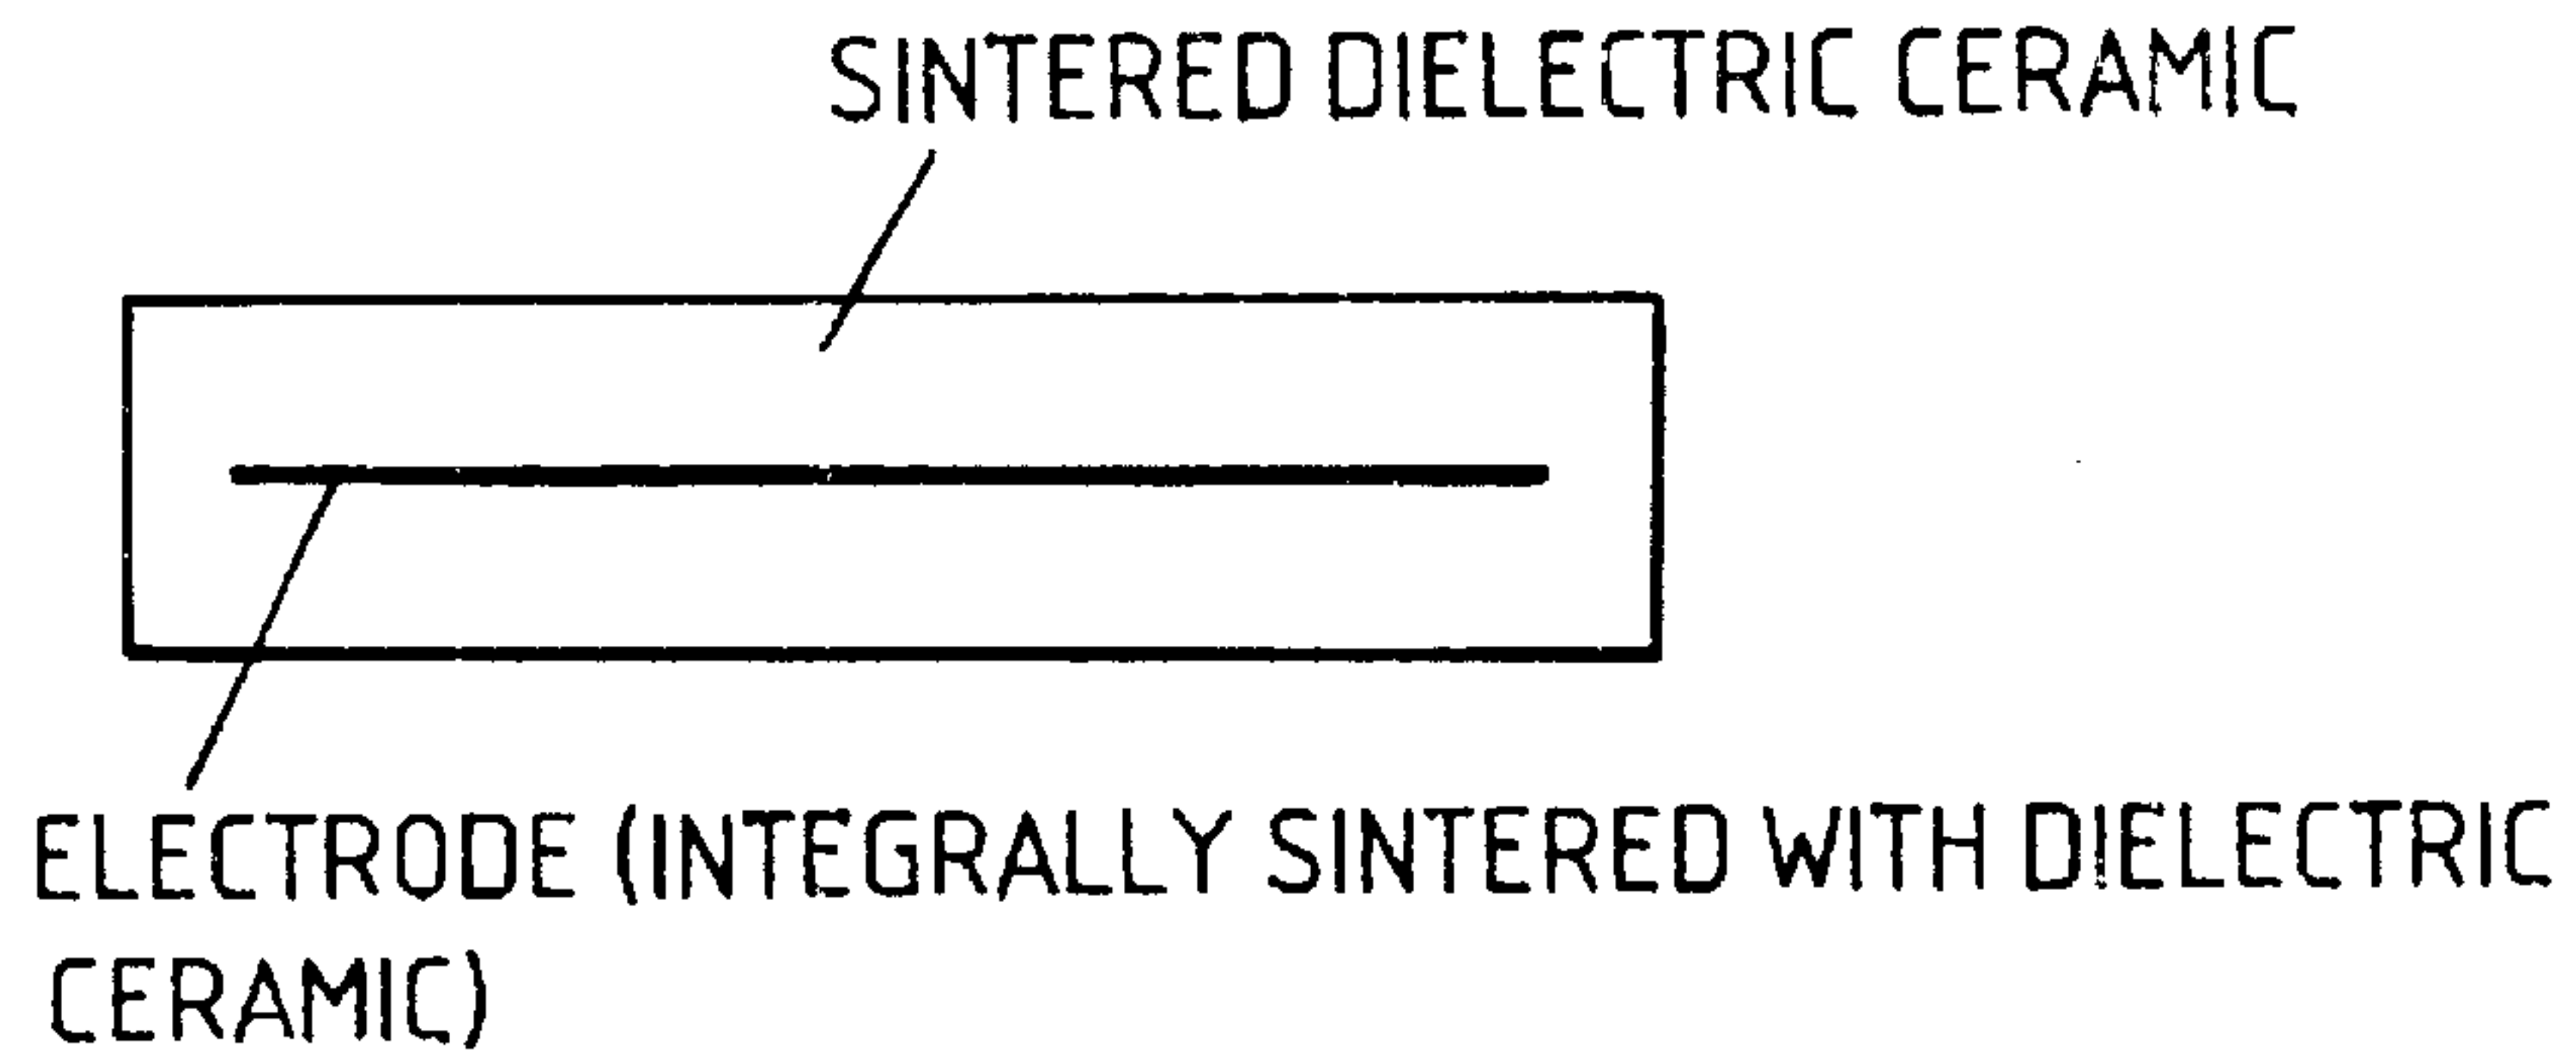 SINTERED DIELECTRIC CERAMIC
ELECTRODE (INTEGRALLY SINTERED WITH DIELECTRIC
CERAMIC)